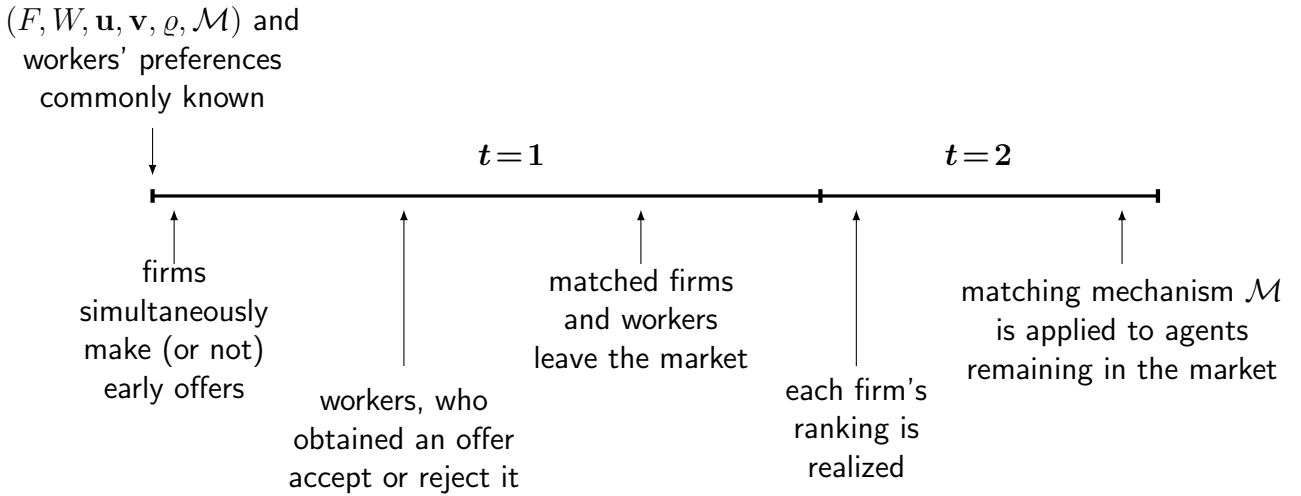 (F, W, u, v, ϱ, ℳ) and
workers' preferences
commonly known
t = 1
t = 2
firms
simultaneously
make (or not)
early offers
workers, who
obtained an offer
accept or reject it
matched firms
and workers
leave the market
each firm's
ranking is
realized
matching mechanism ℳ
is applied to agents
remaining in the market